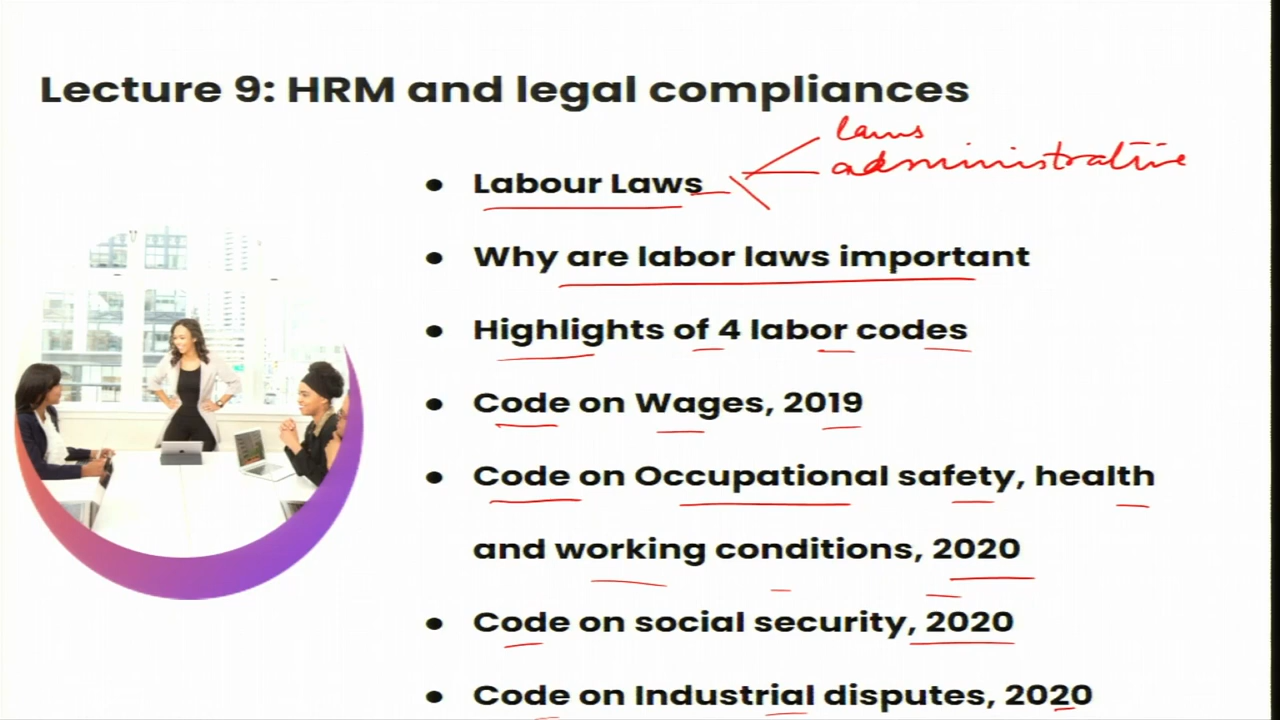 Lecture 9: HRM and legal compliances
laws
administrative
● Labour Laws
● Why are labor laws important
● Highlights of 4 labor codes
● Code on Wages, 2019
● Code on Occupational safety, health
and working conditions, 2020
● Code on social security, 2020
● Code on Industrial disputes, 2020